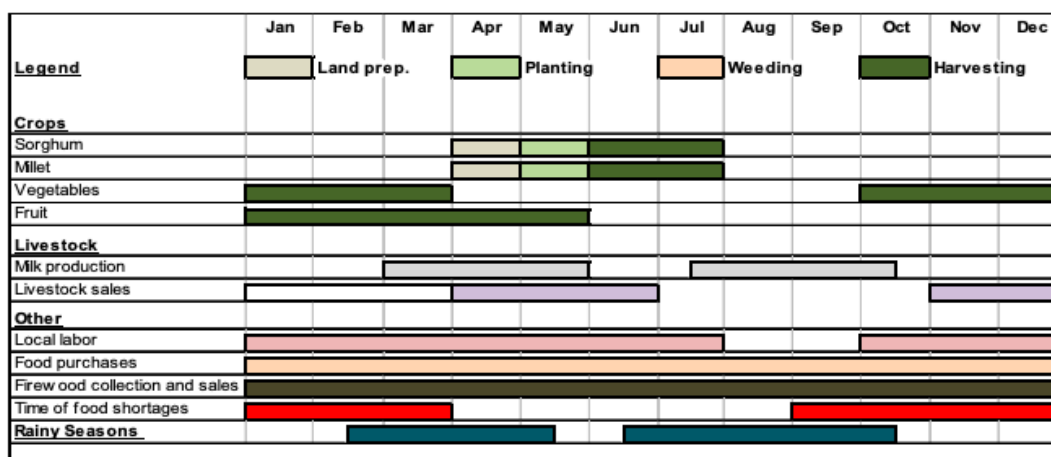 Jan Feb Mar Apr May Jun Jul Aug Sep Oct Nov Dec
Legend Land prep. Planting Weeding Harvesting
Crops
Sorghum
Millet
Vegetables
Fruit
Livestock
Milk production
Livestock sales
Other
Local labor
Food purchases
Firewood collection and sales
Time of food shortages
Rainy Seasons